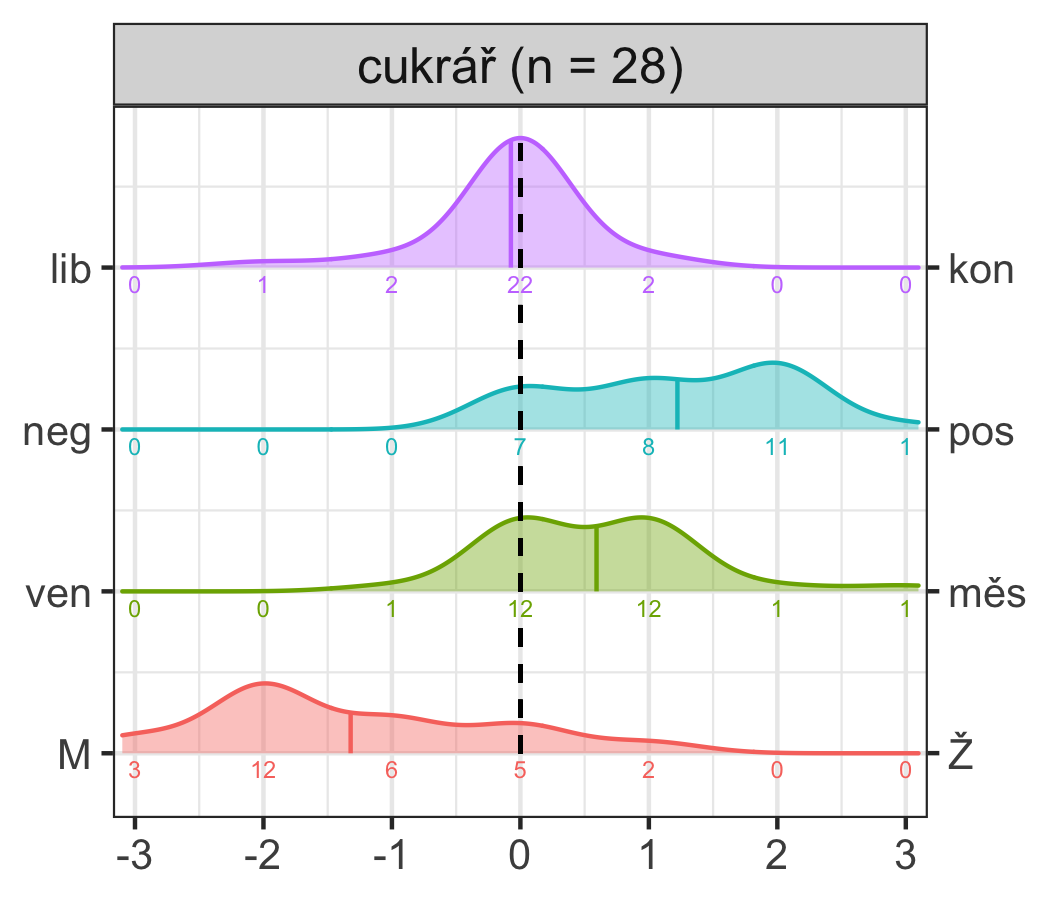 cukrář (n = 28)
lib kon
0 1 2 22 2 0 0
neg pos
0 0 0 7 8 11 1
ven měs
0 0 1 12 12 1 1
M Ž
3 12 6 5 2 0 0
-3 -2 -1 0 1 2 3